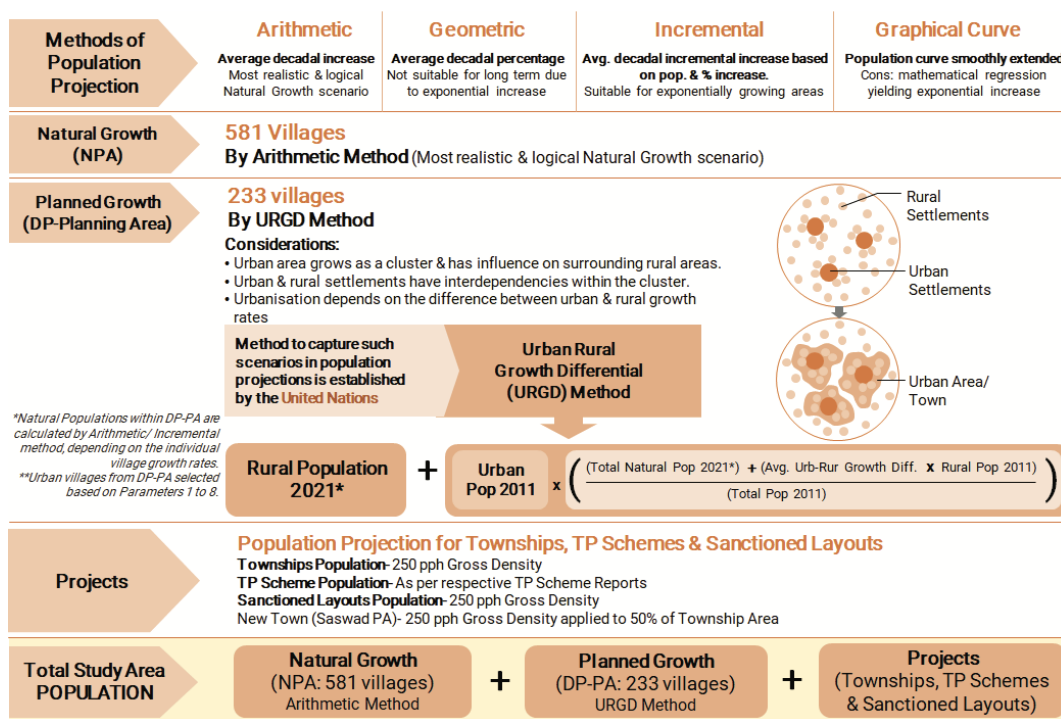 Methods of
Population
Projection
Arithmetic
Average decadal increase
Most realistic & logical
Natural Growth scenario
Geometric
Average decadal percentage
Not suitable for long term due
to exponential increase
Incremental
Avg. decadal incremental increase
based on pop. & % increase.
Suitable for exponentially growing areas
Graphical Curve
Population curve smoothly extended
Cons: mathematical regression
yielding exponential increase
Natural Growth
(NPA)
581 Villages
By Arithmetic Method (Most realistic & logical Natural Growth scenario)
Planned Growth
(DP-Planning Area)
233 villages
By URGD Method
Considerations:
• Urban area grows as a cluster & has influence on surrounding rural areas.
• Urban & rural settlements have interdependencies within the cluster.
• Urbanisation depends on the difference between urban & rural growth
rates
Rural
Settlements
Urban
Settlements
Urban Area/
Town
Method to capture such
scenarios in population
projections is established
by the United Nations
Urban Rural
Growth Differential
(URGD) Method
*Natural Populations within DP-PA are
calculated by Arithmetic/ Incremental
method, depending on the individual
village growth rates.
**Urban villages from DP-PA selected
based on Parameters 1 to 8.
Rural Population
2021*
+
Urban
Pop 2011
x
( (Total Natural Pop 2021*) + (Avg. Urb-Rur Growth Diff. x Rural Pop 2011)
(Total Pop 2011) )
Projects
Population Projection for Townships, TP Schemes & Sanctioned Layouts
Townships Population- 250 pph Gross Density
TP Scheme Population- As per respective TP Scheme Reports
Sanctioned Layouts Population- 250 pph Gross Density
New Town (Saswad PA)- 250 pph Gross Density applied to 50% of Township Area
Total Study Area
POPULATION
Natural Growth
(NPA: 581 villages)
Arithmetic Method
+
Planned Growth
(DP-PA: 233 villages)
URGD Method
+
Projects
(Townships, TP Schemes
& Sanctioned Layouts)